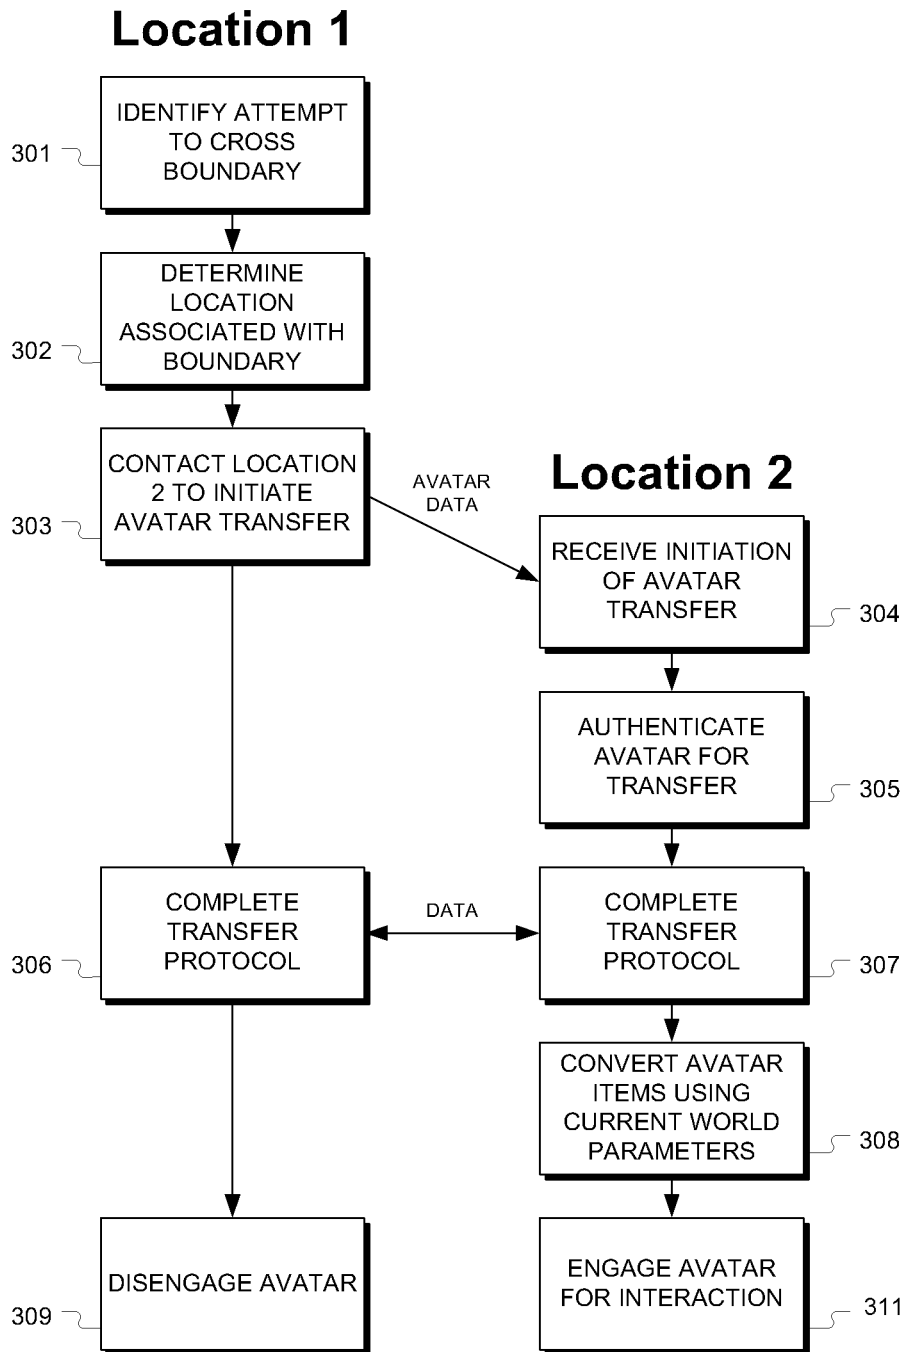 Location 1
IDENTIFY ATTEMPT
TO CROSS
BOUNDARY
301
DETERMINE
LOCATION
ASSOCIATED WITH
BOUNDARY
302
CONTACT LOCATION
2 TO INITIATE
AVATAR TRANSFER
303
AVATAR
DATA
Location 2
RECEIVE INITIATION
OF AVATAR
TRANSFER
304
AUTHENTICATE
AVATAR FOR
TRANSFER
305
COMPLETE
TRANSFER
PROTOCOL
306
DATA
COMPLETE
TRANSFER
PROTOCOL
307
CONVERT AVATAR
ITEMS USING
CURRENT WORLD
PARAMETERS
308
DISENGAGE AVATAR
309
ENGAGE AVATAR
FOR INTERACTION
311